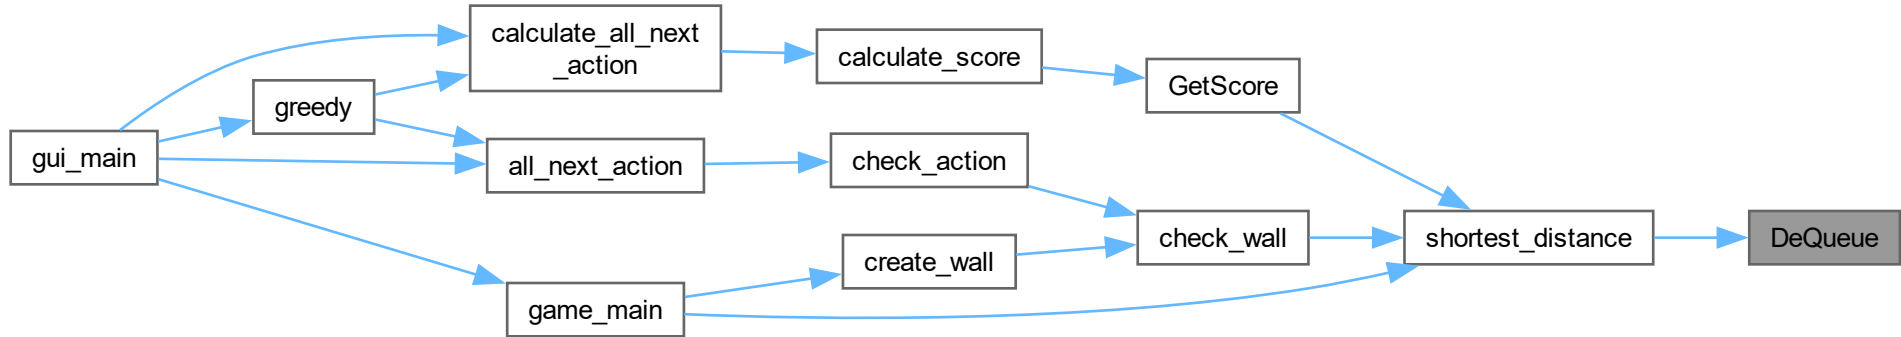 calculate_all_next
_action
calculate_score
GetScore
greedy
gui_main
all_next_action
check_action
check_wall
shortest_distance
DeQueue
create_wall
game_main